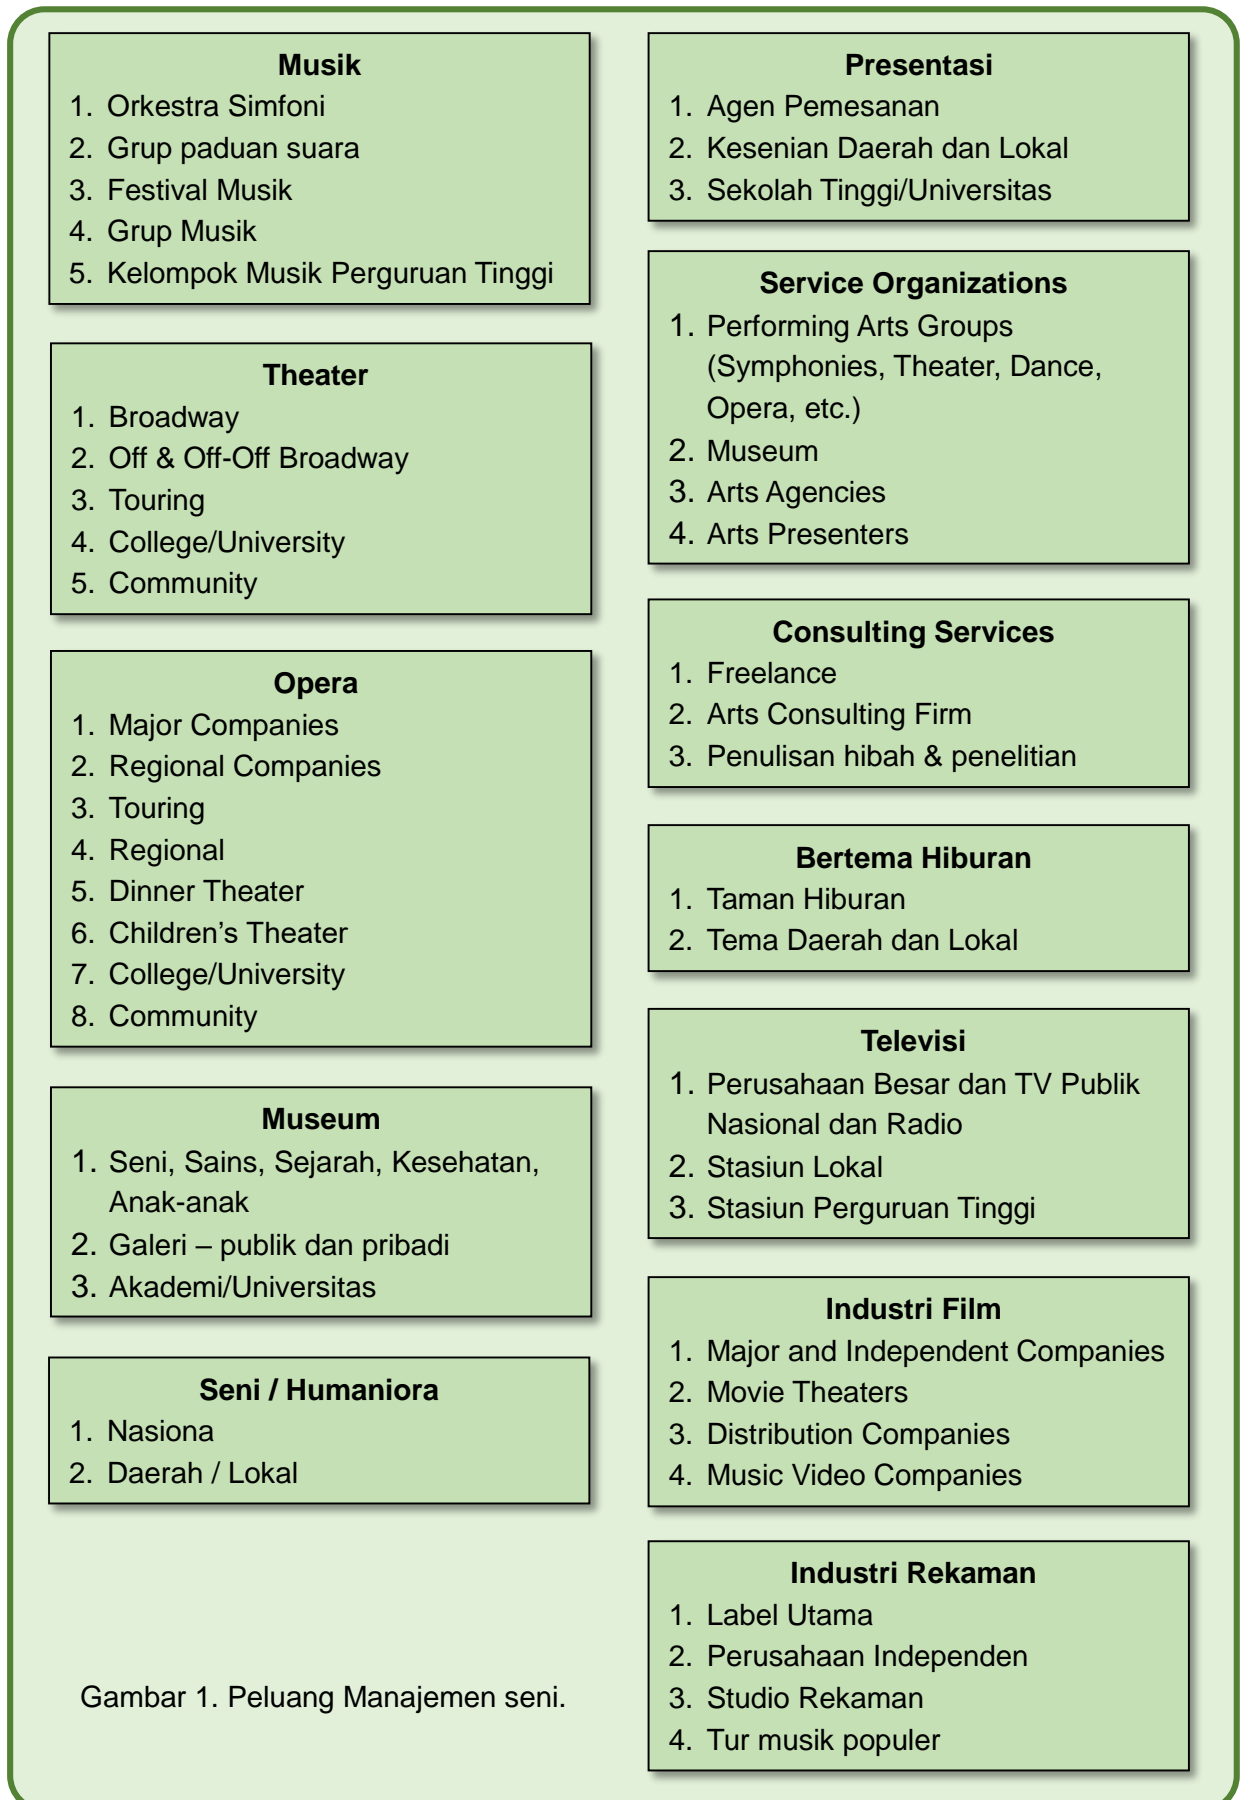 Musik
1. Orkestra Simfoni
2. Grup paduan suara
3. Festival Musik
4. Grup Musik
5. Kelompok Musik Perguruan Tinggi
Theater
1. Broadway
2. Off & Off-Off Broadway
3. Touring
4. College/University
5. Community
Opera
1. Major Companies
2. Regional Companies
3. Touring
4. Regional
5. Dinner Theater
6. Children’s Theater
7. College/University
8. Community
Museum
1. Seni, Sains, Sejarah, Kesehatan,
Anak-anak
2. Galeri – publik dan pribadi
3. Akademi/Universitas
Seni / Humaniora
1. Nasiona
2. Daerah / Lokal
Presentasi
1. Agen Pemesanan
2. Kesenian Daerah dan Lokal
3. Sekolah Tinggi/Universitas
Service Organizations
1. Performing Arts Groups
(Symphonies, Theater, Dance,
Opera, etc.)
2. Museum
3. Arts Agencies
4. Arts Presenters
Consulting Services
1. Freelance
2. Arts Consulting Firm
3. Penulisan hibah & penelitian
Bertema Hiburan
1. Taman Hiburan
2. Tema Daerah dan Lokal
Televisi
1. Perusahaan Besar dan TV Publik
Nasional dan Radio
2. Stasiun Lokal
3. Stasiun Perguruan Tinggi
Industri Film
1. Major and Independent Companies
2. Movie Theaters
3. Distribution Companies
4. Music Video Companies
Industri Rekaman
1. Label Utama
2. Perusahaan Independen
3. Studio Rekaman
4. Tur musik populer
Gambar 1. Peluang Manajemen seni.